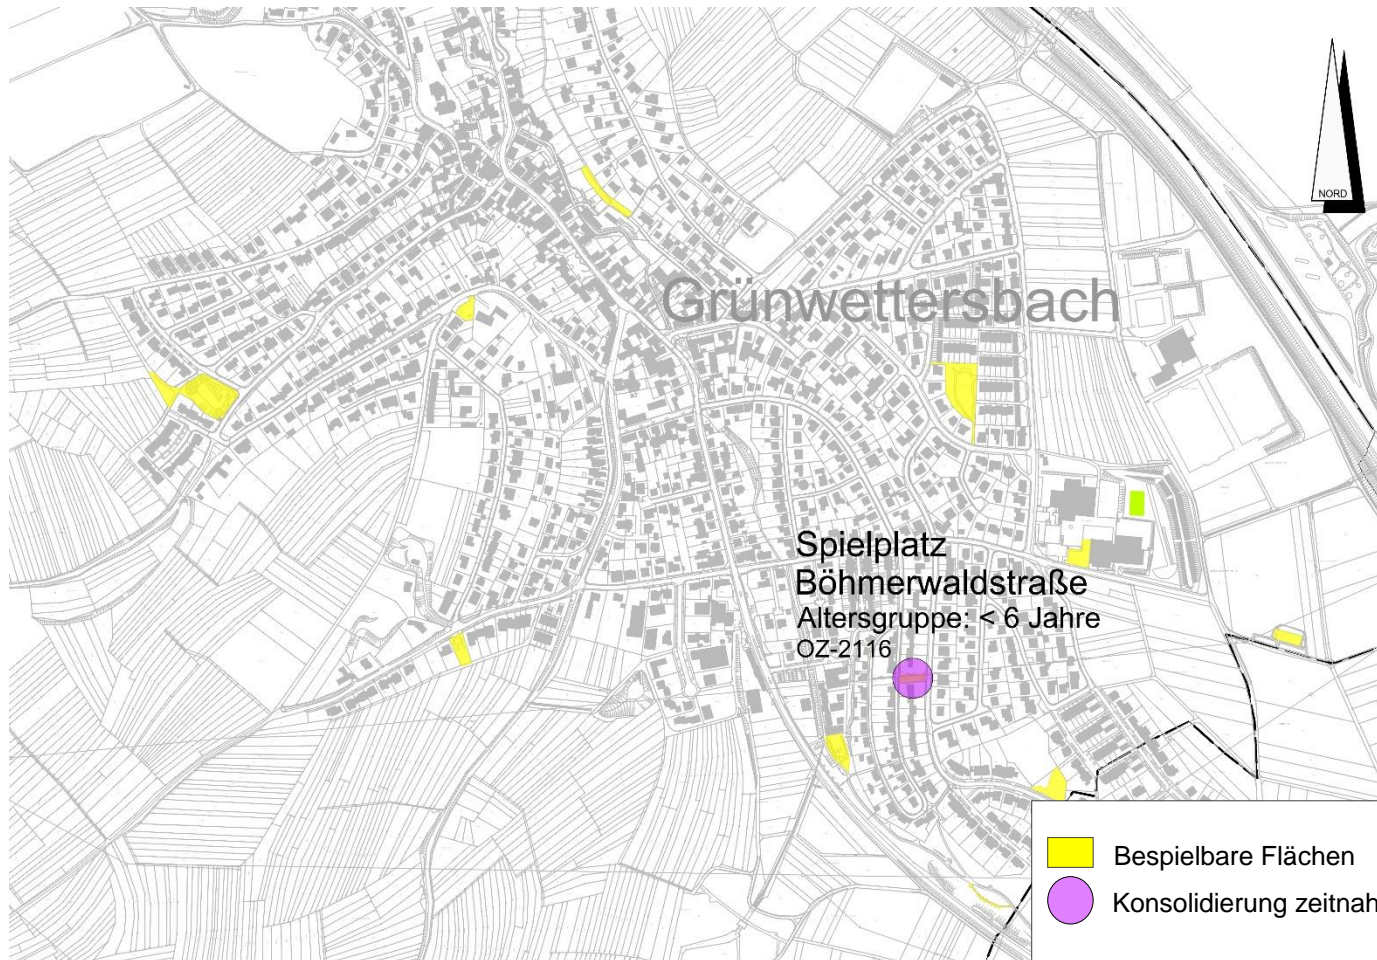 NORD
Grünwettersbach
Spielplatz
Böhmerwaldstraße
Altersgruppe: < 6 Jahre
OZ-2116
Bespielbare Flächen
Konsolidierung zeitnah